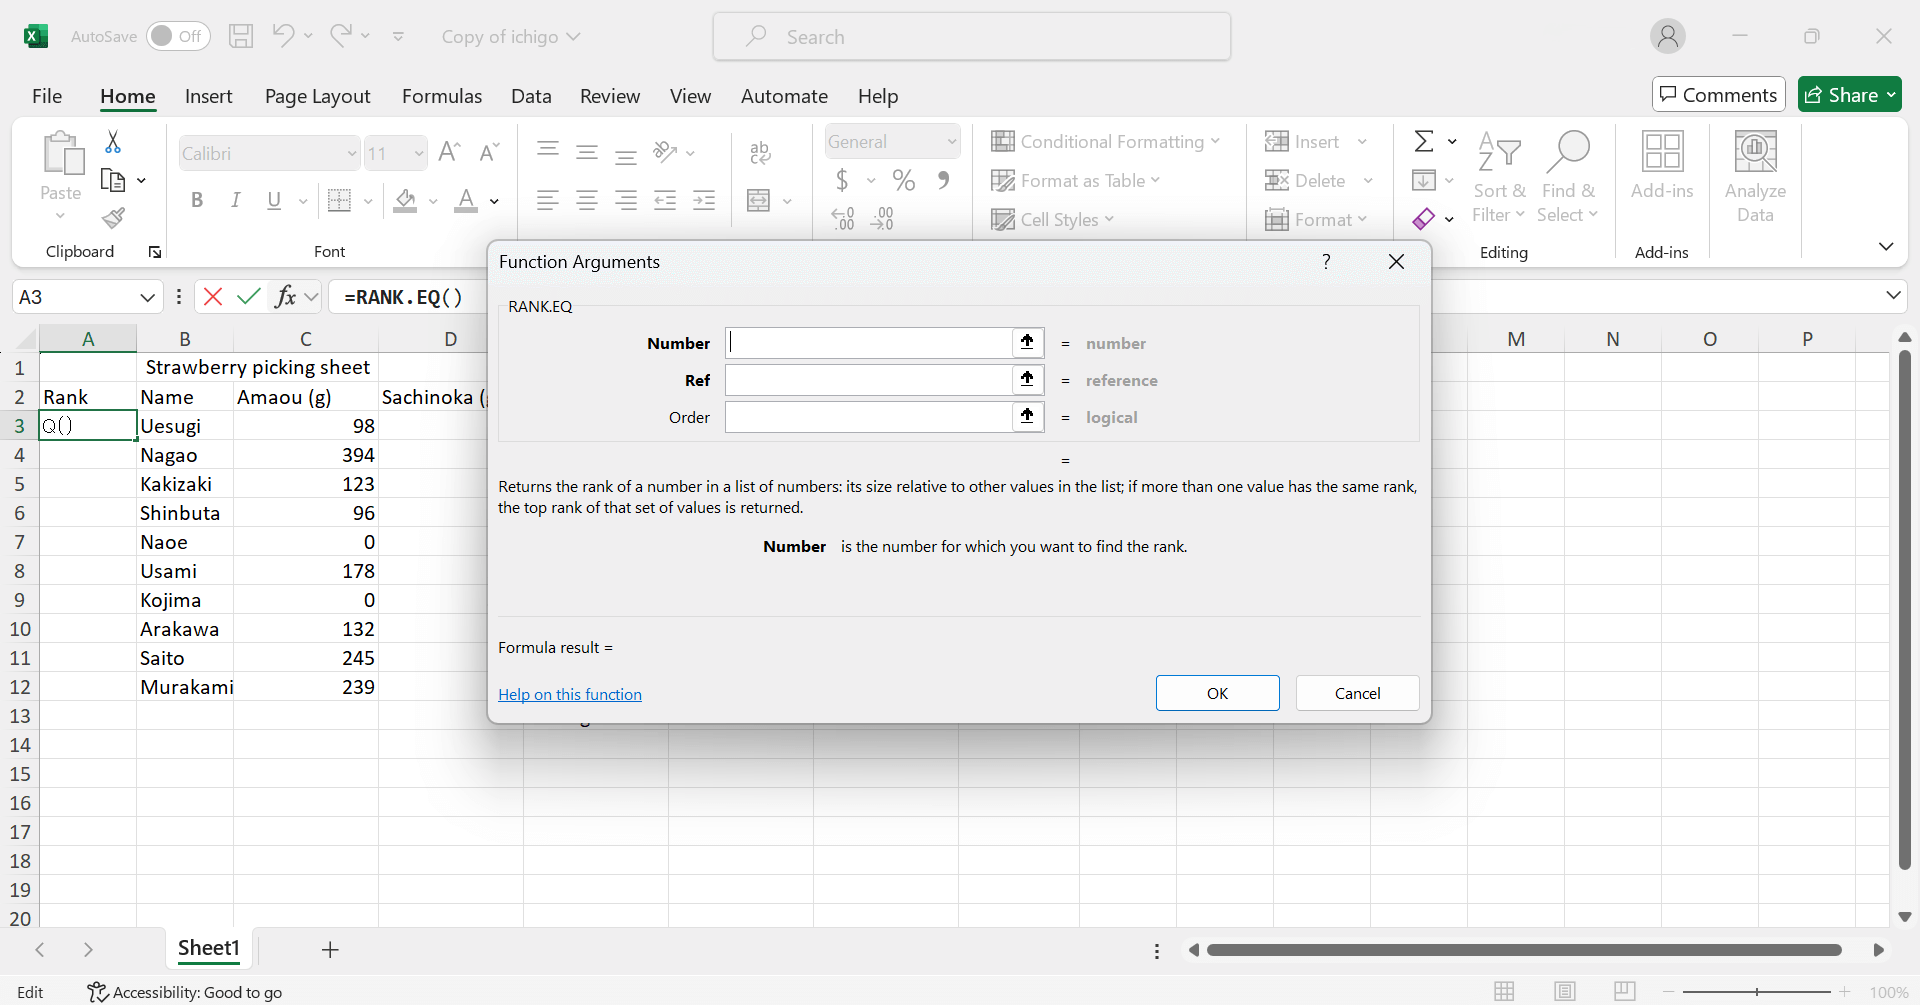 AutoSave Off Copy of ichigo Search
File Home Insert Page Layout Formulas Data Review View Automate Help Comments Share
Paste
Clipboard
Calibri 11
B I U A
Font
ab
General
$ % 9
Conditional Formatting
Format as Table
Cell Styles
Insert
Delete
Format
Sort & Filter
Find & Select
Editing
Add-ins
Add-ins
Analyze Data
A3 fx =RANK.EQ()
Function Arguments ?
RANK.EQ
Number = number
Ref = reference
Order = logical
=
Returns the rank of a number in a list of numbers: its size relative to other values in the list; if more than one value has the same rank,
the top rank of that set of values is returned.
Number is the number for which you want to find the rank.
Formula result =
Help on this function OK Cancel
A B C D M N O P
1 Strawberry picking sheet
2 Rank Name Amaou (g) Sachinoka (
3 Q() Uesugi 98
4 Nagao 394
5 Kakizaki 123
6 Shinbuta 96
7 Naoe 0
8 Usami 178
9 Kojima 0
10 Arakawa 132
11 Saito 245
12 Murakami 239
13
14
15
16
17
18
19
20
Sheet1
Edit Accessibility: Good to go 100%